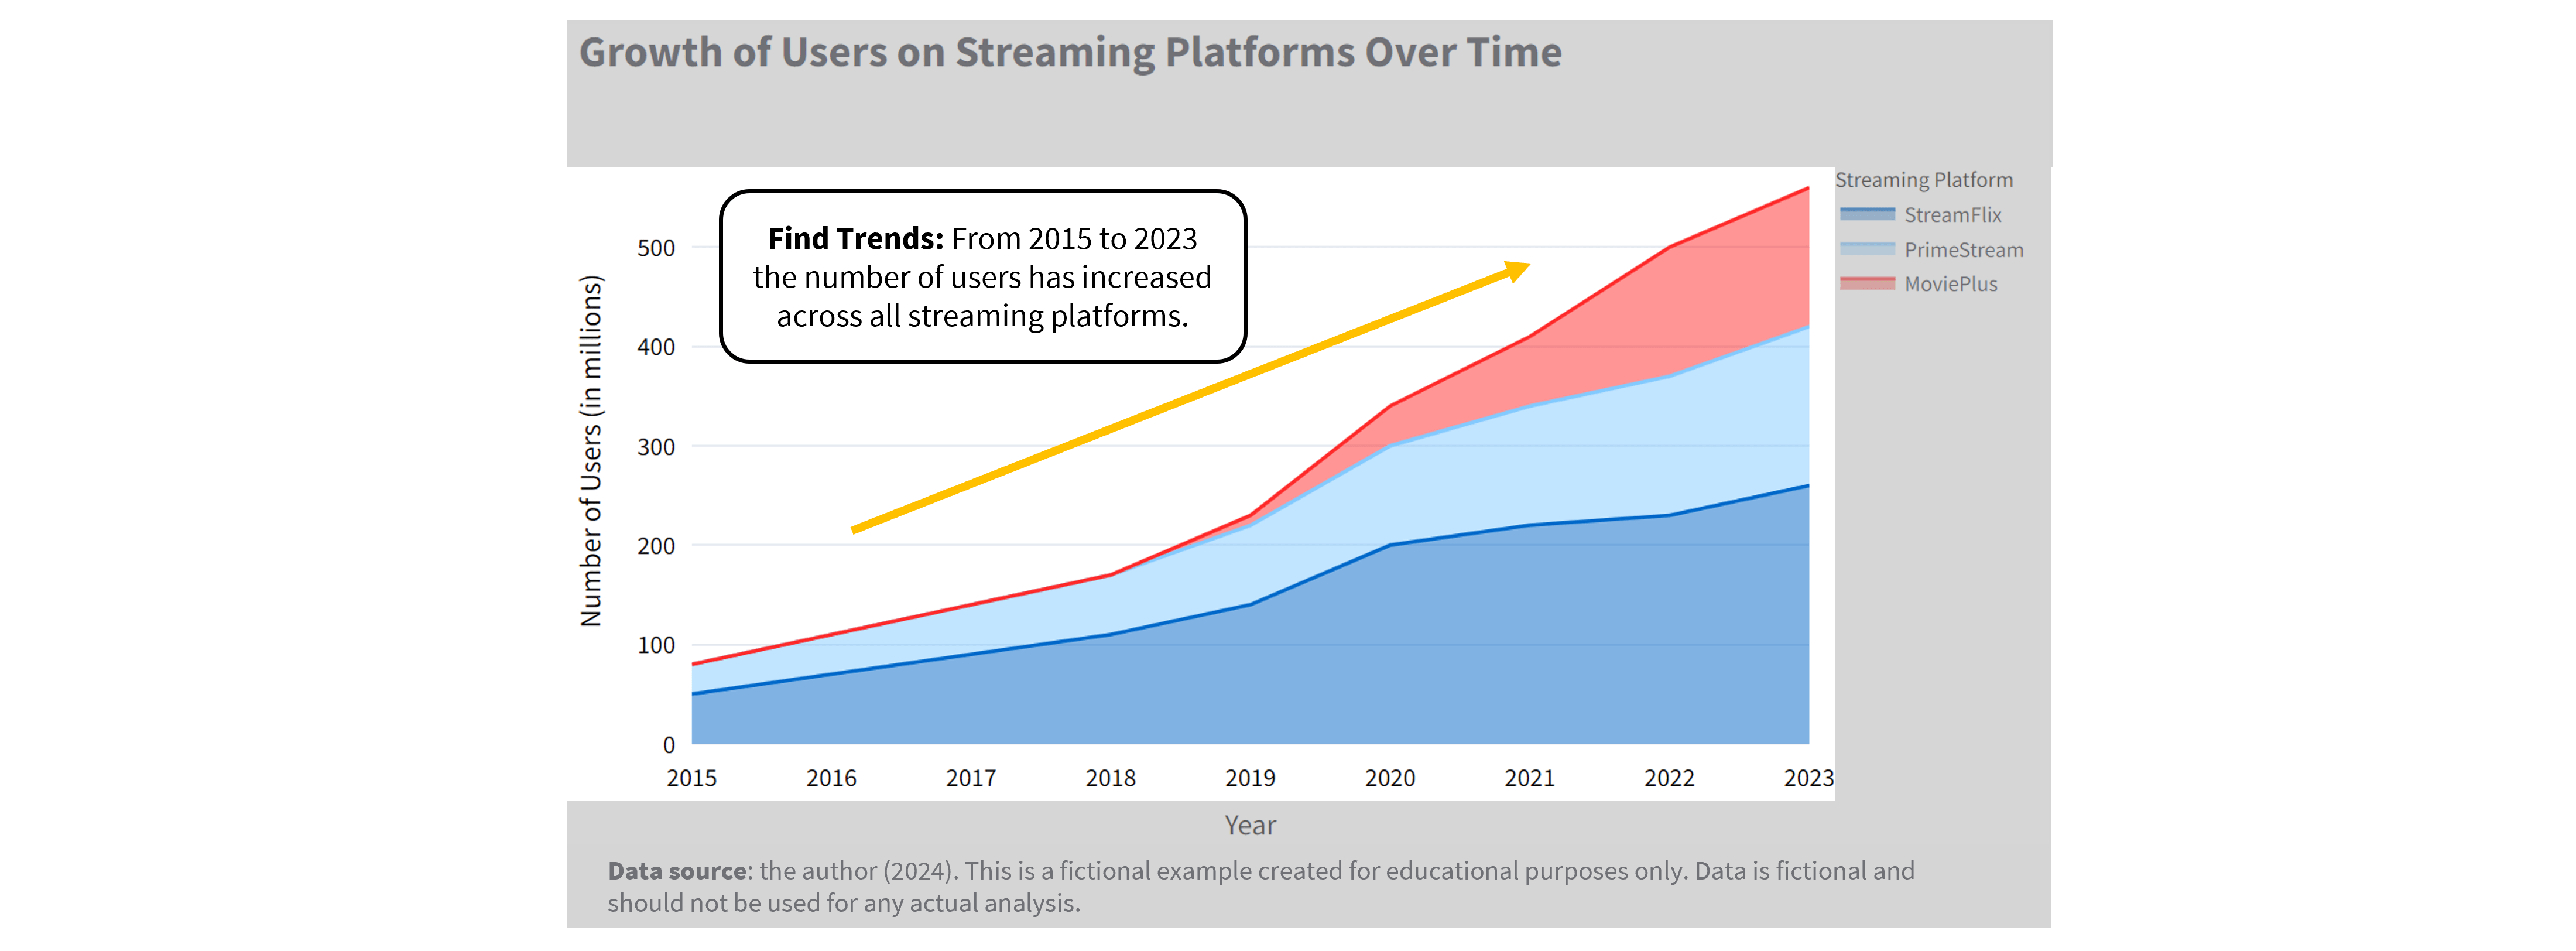 Growth of Users on Streaming Platforms Over Time
Streaming Platform
StreamFlix
PrimeStream
MoviePlus
Find Trends: From 2015 to 2023
the number of users has increased
across all streaming platforms.
Number of Users (in millions)
500
400
300
200
100
0
2015 2016 2017 2018 2019 2020 2021 2022 2023
Year
Data source: the author (2024). This is a fictional example created for educational purposes only. Data is fictional and
should not be used for any actual analysis.